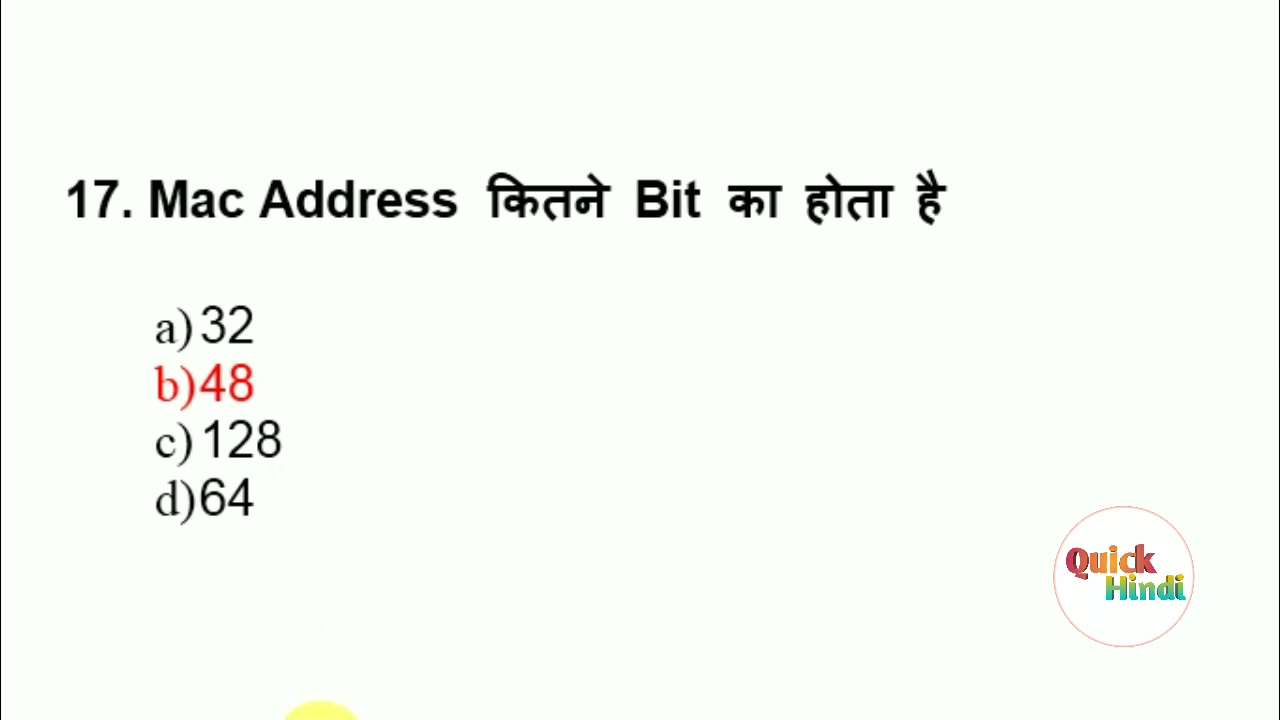 17. Mac Address कितने Bit का होता है
a) 32
b) 48
c) 128
d) 64
Quick
Hindi